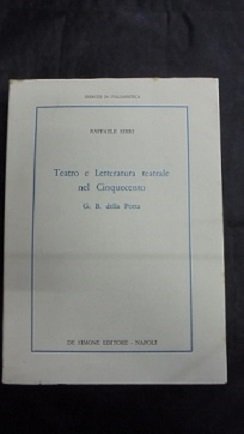 RAFFAELE SIRRI
Teatro e Letteratura teatrale
nel Cinquecento
G. B. della Porta
DE SIMONE EDITORE - NAPOLI